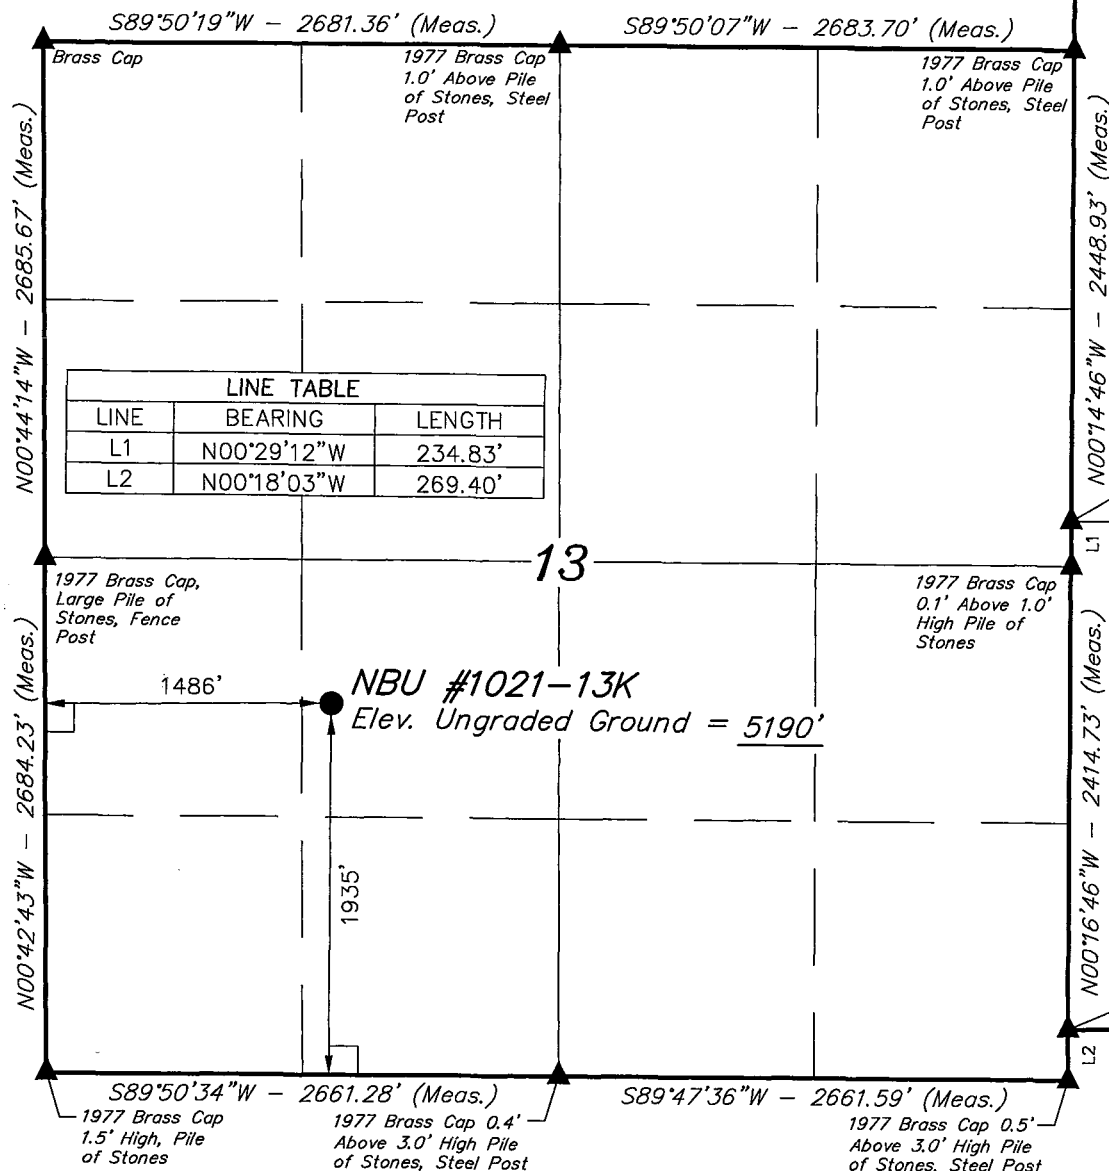 S89°50'19"W - 2681.36' (Meas.)
S89°50'07"W - 2683.70' (Meas.)
Brass Cap
1977 Brass Cap
1.0' Above Pile
of Stones, Steel
Post
1977 Brass Cap
1.0' Above Pile
of Stones, Steel
Post
N00°44'14"W - 2685.67' (Meas.)
N00°14'46"W - 2448.93' (Meas.)
LINE TABLE
LINE BEARING LENGTH
L1 N00°29'12"W 234.83'
L2 N00°18'03"W 269.40'
L1
13
1977 Brass Cap,
Large Pile of
Stones, Fence
Post
1977 Brass Cap
0.1' Above 1.0'
High Pile of
Stones
1486'
NBU #1021-13K
Elev. Ungraded Ground = 5190'
N00°42'43"W - 2684.23' (Meas.)
1935'
N00°16'46"W - 2414.73' (Meas.)
L2
S89°50'34"W - 2661.28' (Meas.)
S89°47'36"W - 2661.59' (Meas.)
1977 Brass Cap
1.5' High, Pile
of Stones
1977 Brass Cap 0.4'
Above 3.0' High Pile
of Stones, Steel Post
1977 Brass Cap 0.5'
Above 3.0' High Pile
of Stones, Steel Post